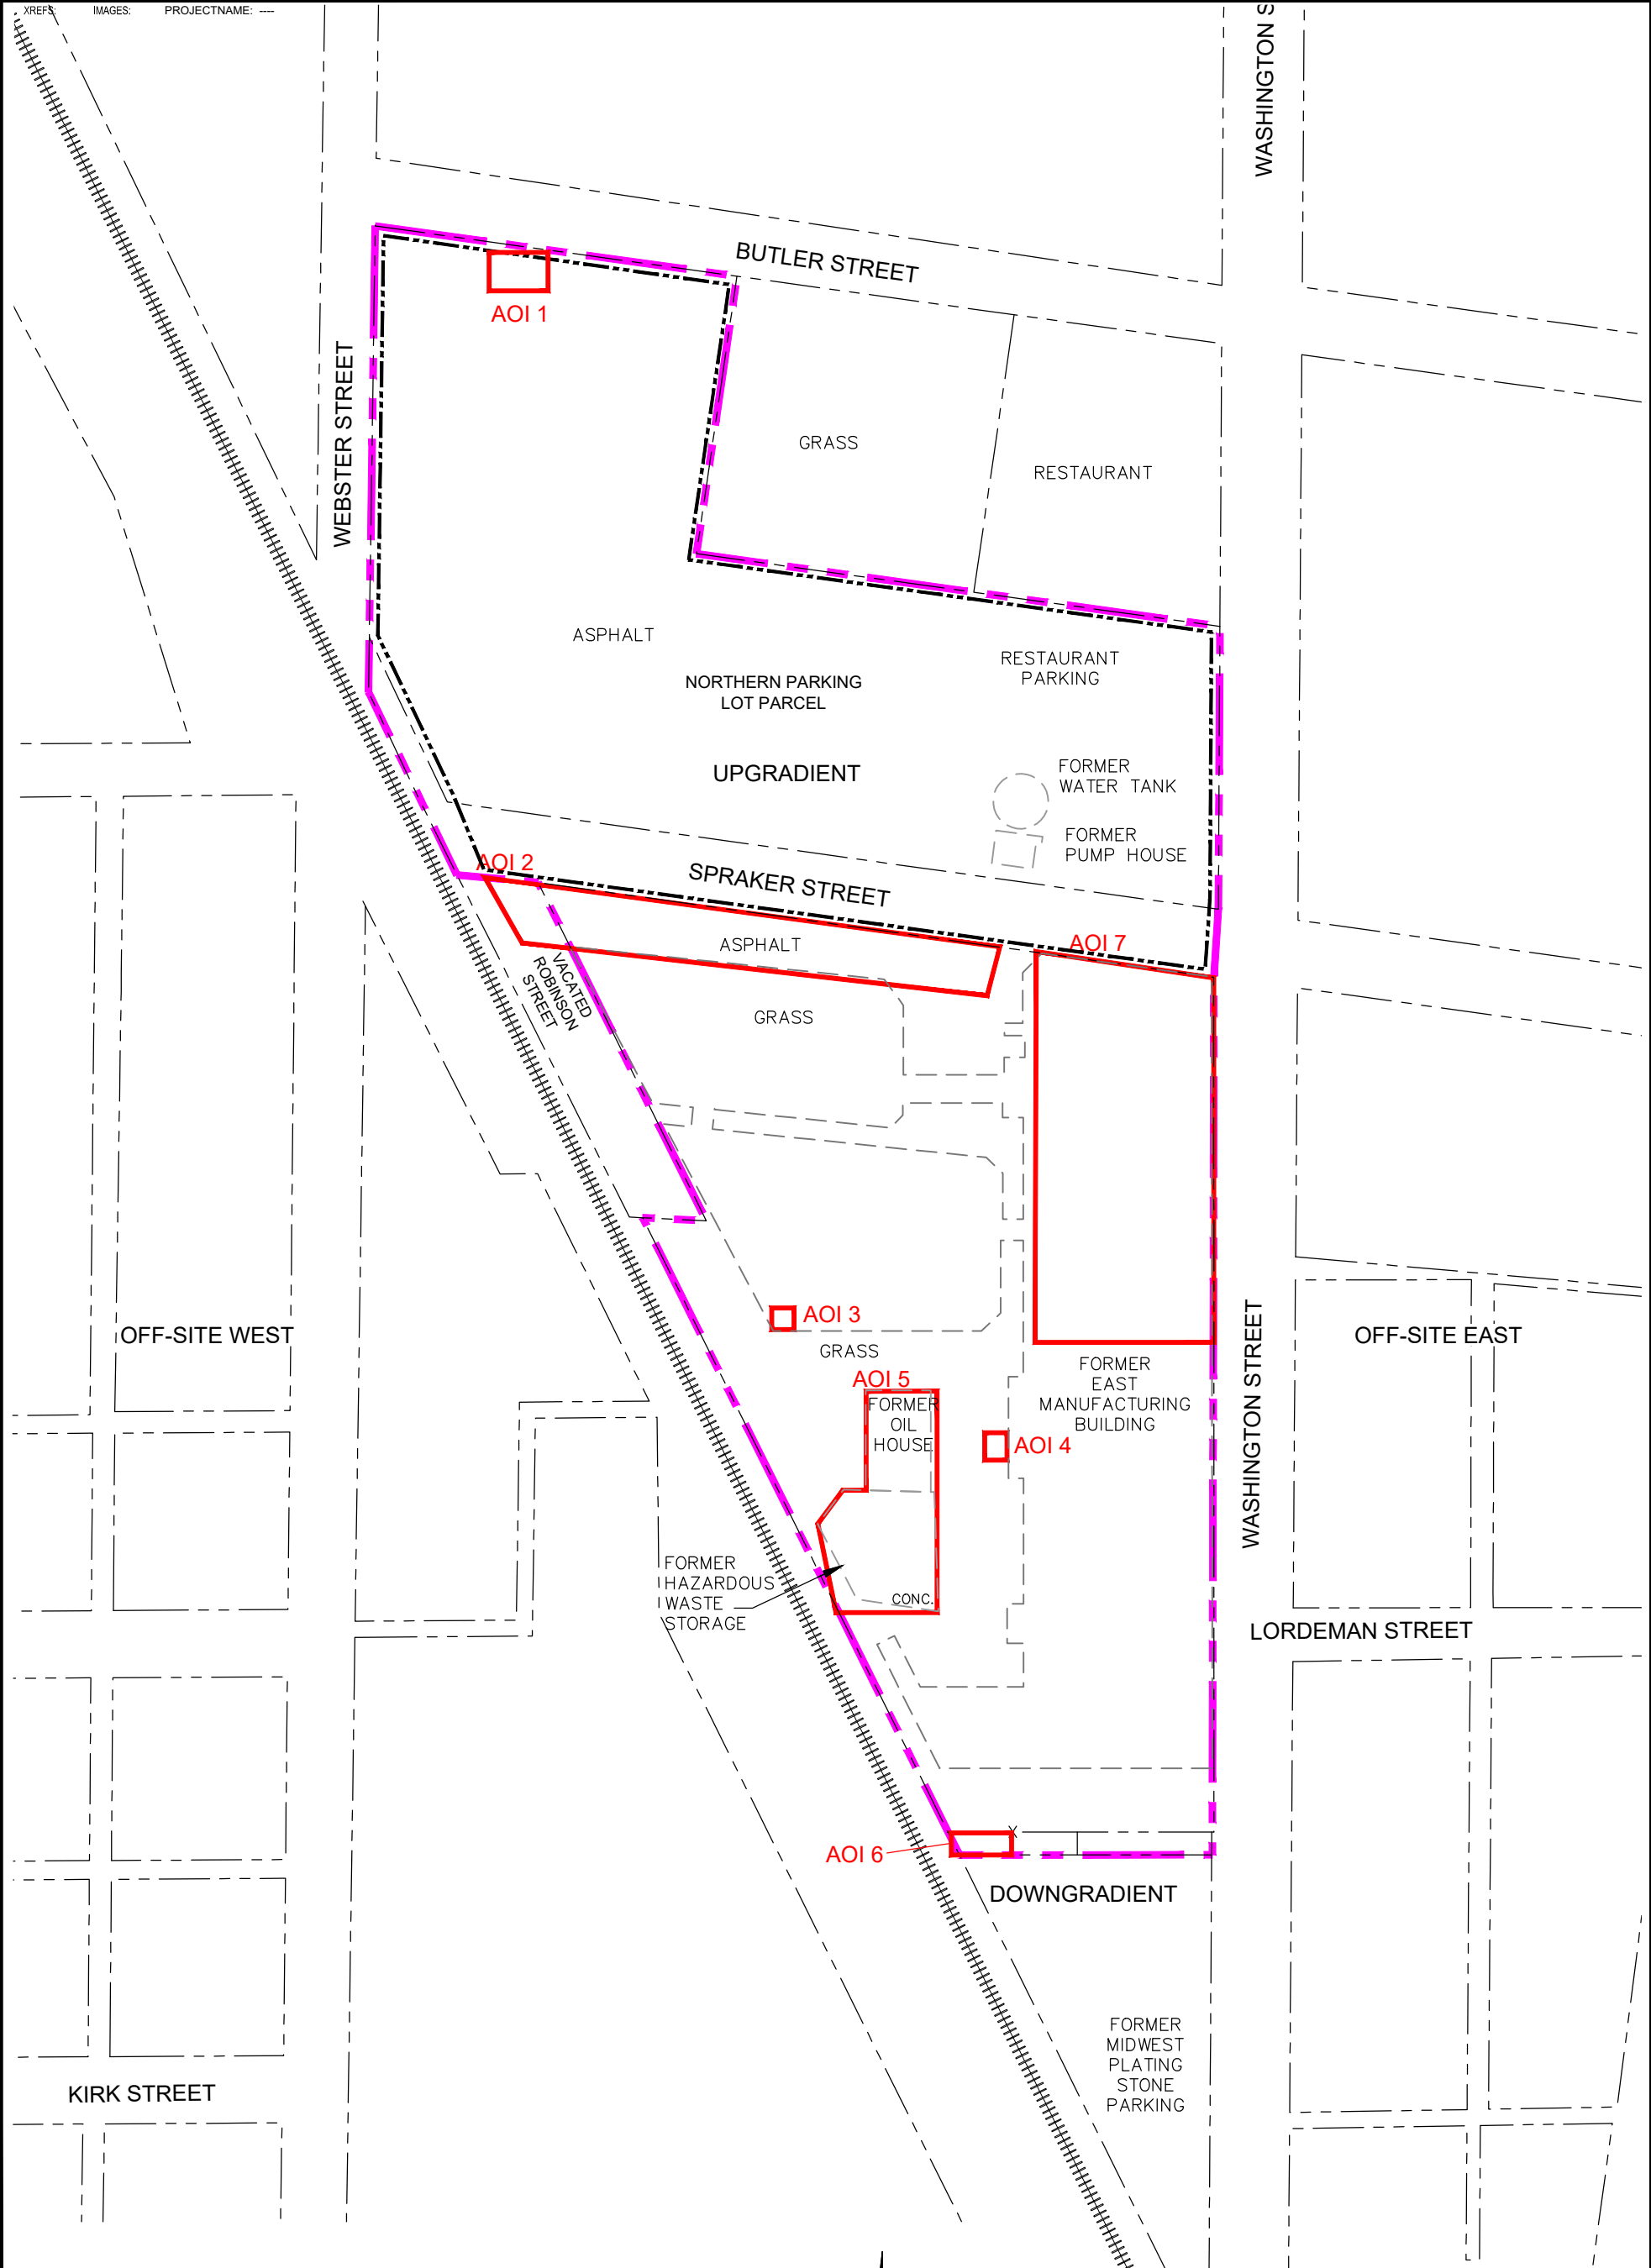 XREFS: IMAGES: PROJECTNAME: ----
WASHINGTON S
BUTLER STREET
AOI 1
WEBSTER STREET
GRASS
RESTAURANT
ASPHALT
RESTAURANT
PARKING
NORTHERN PARKING
LOT PARCEL
UPGRADIENT
FORMER
WATER TANK
FORMER
PUMP HOUSE
AOI 2
SPRAKER STREET
ASPHALT
AOI 7
VACATED
ROBINSON
STREET
GRASS
AOI 3
OFF-SITE WEST
OFF-SITE EAST
GRASS
WASHINGTON STREET
FORMER
EAST
MANUFACTURING
BUILDING
AOI 5
FORMER
OIL
HOUSE
AOI 4
FORMER
HAZARDOUS
WASTE
STORAGE
CONC.
LORDEMAN STREET
X
AOI 6
DOWNGRADIENT
FORMER
MIDWEST
PLATING
STONE
PARKING
KIRK STREET